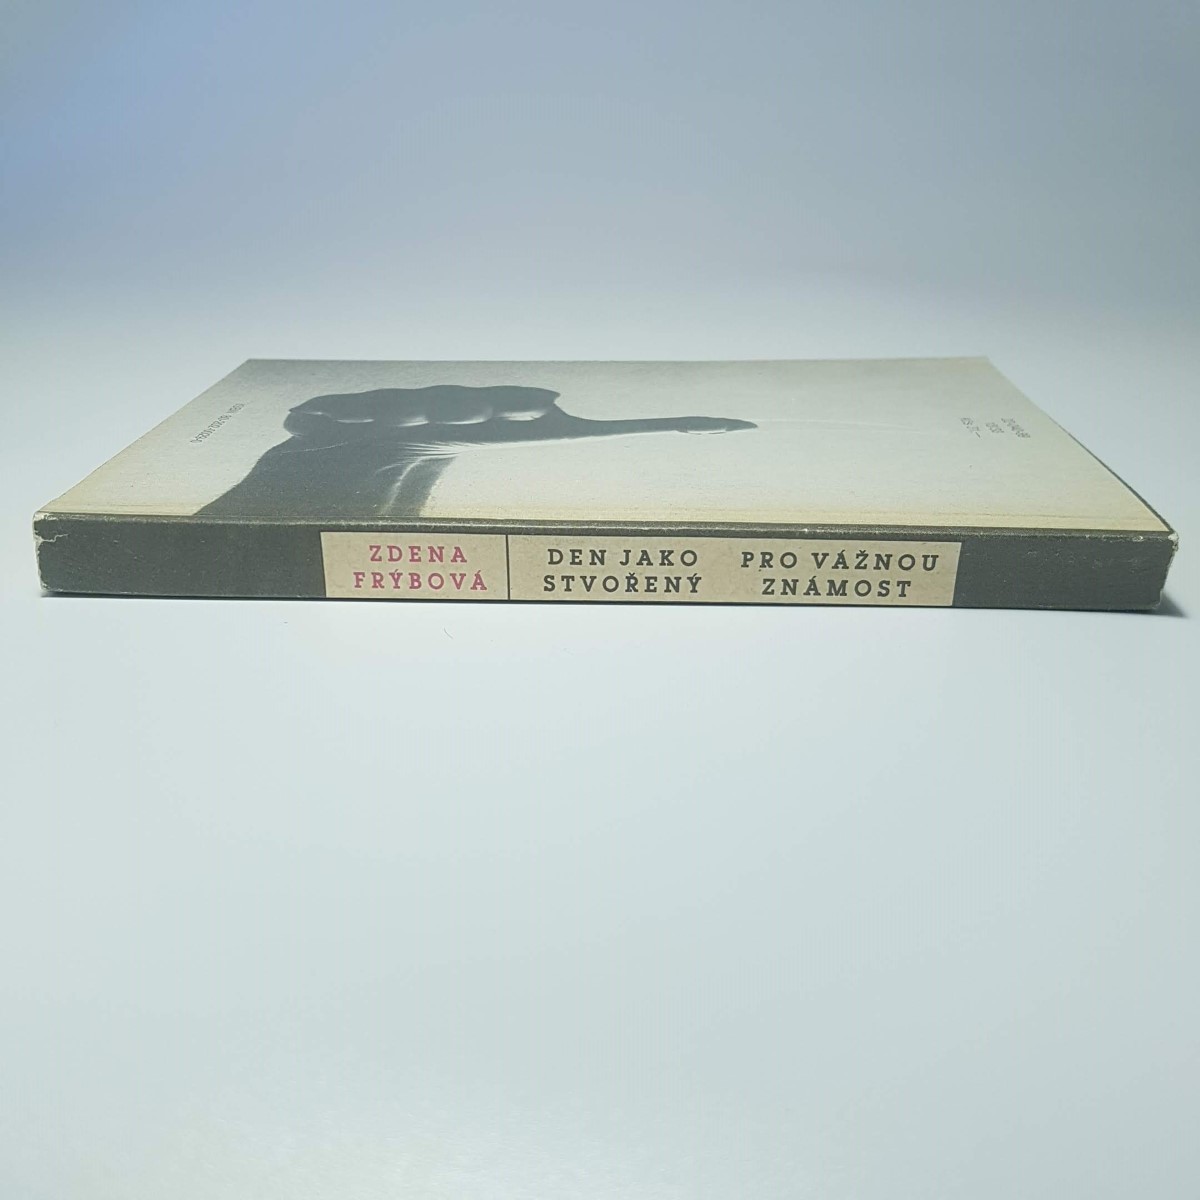 ZDENA
FRÝBOVÁ
DEN JAKO
STVOŘENÝ
PRO VÁŽNOU
ZNÁMOST